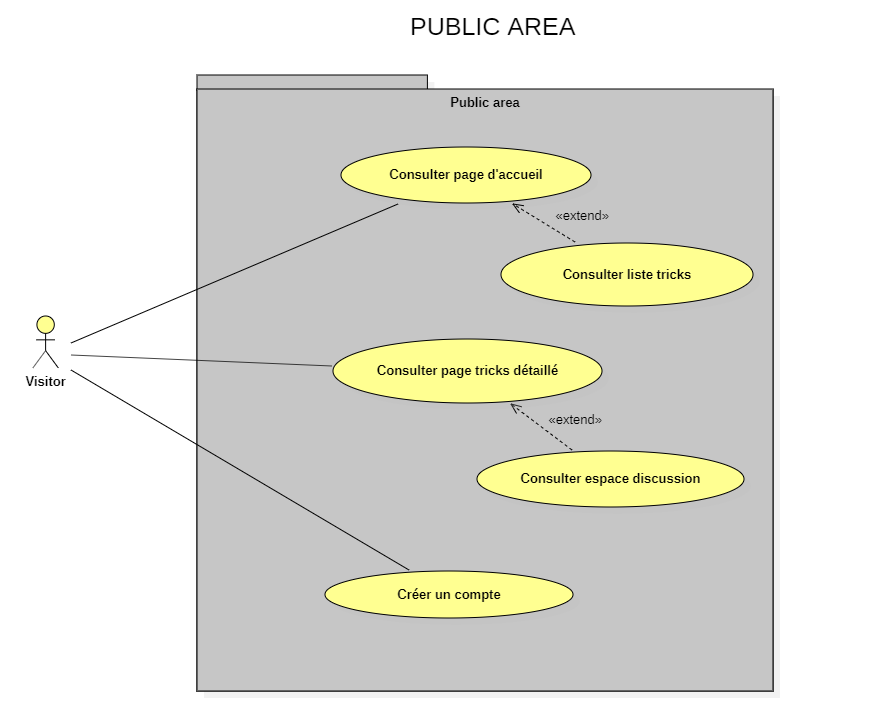 PUBLIC AREA
Public area
Consulter page d'accueil
«extend»
Consulter liste tricks
Visitor
Consulter page tricks détaillé
«extend»
Consulter espace discussion
Créer un compte